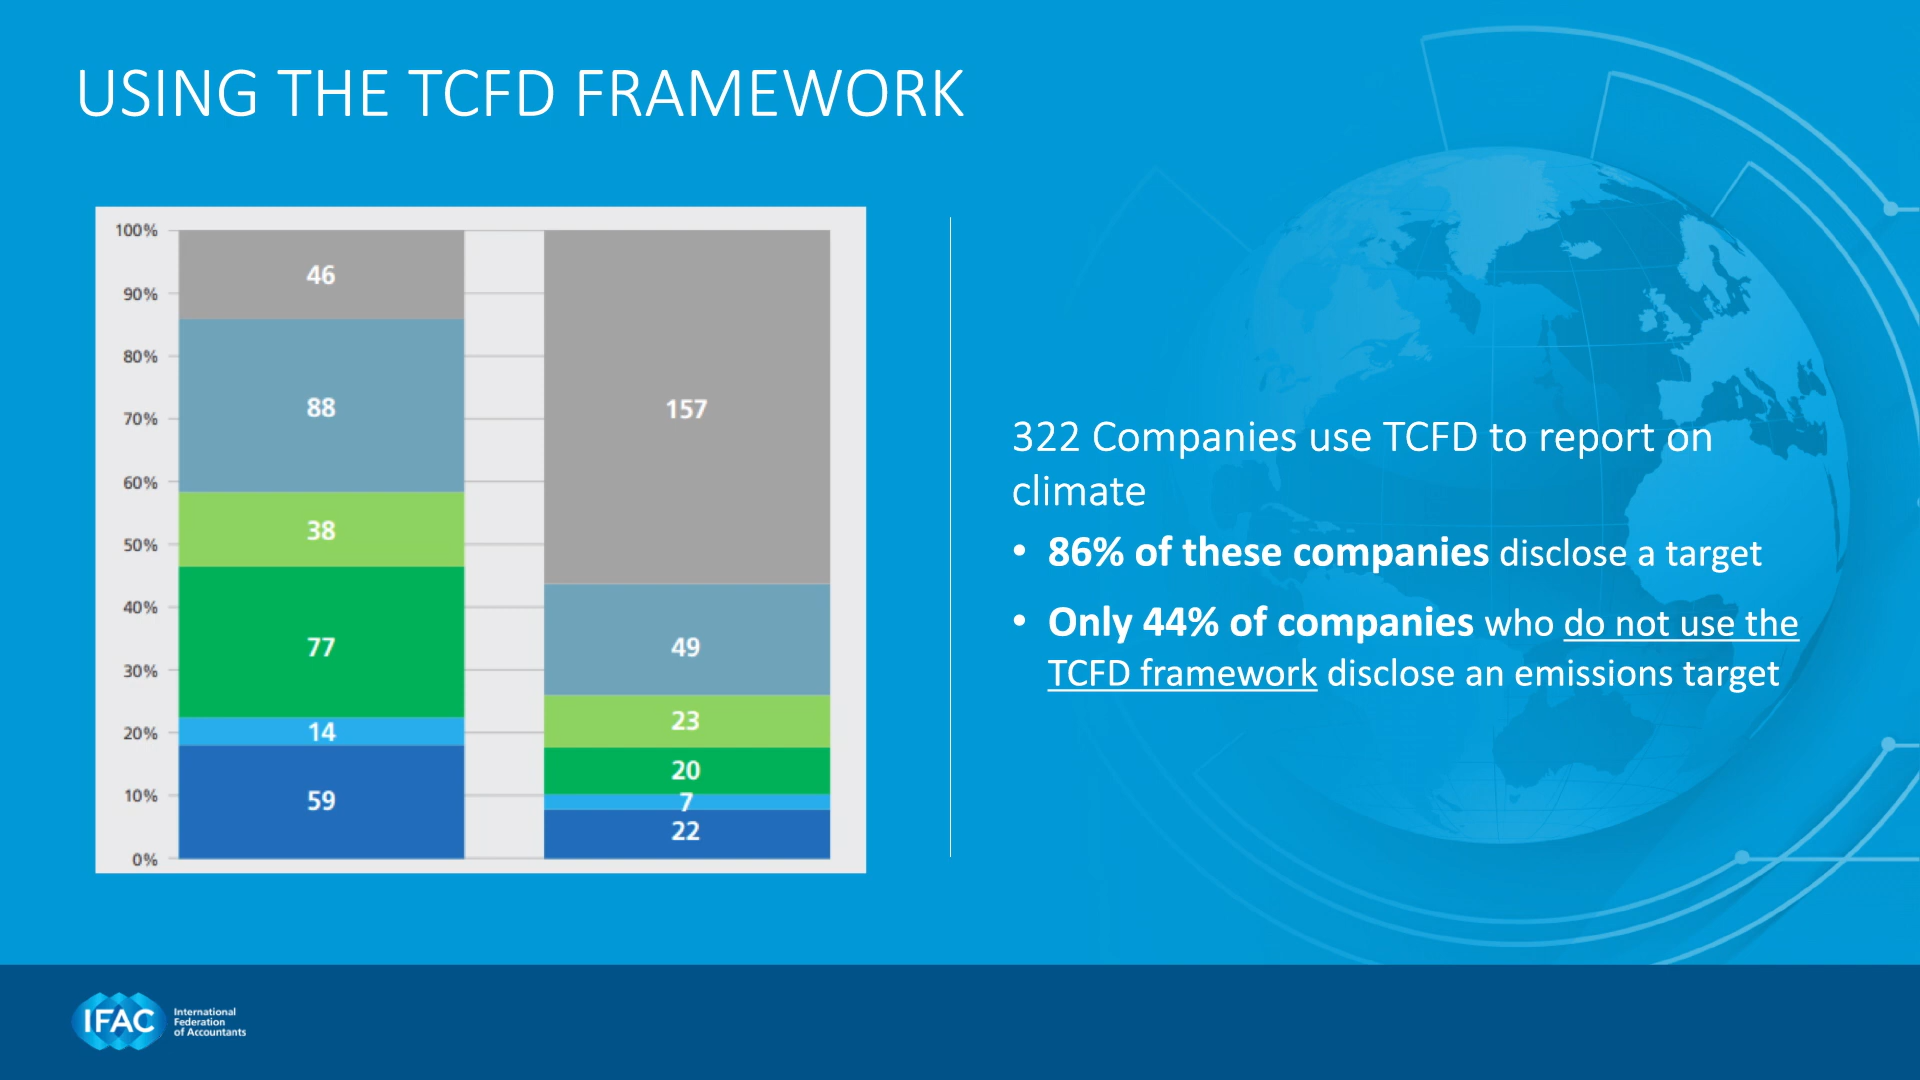 USING THE TCFD FRAMEWORK
100%
90%
80%
70%
60%
50%
40%
30%
20%
10%
0%
46
88
38
77
14
59
157
49
23
20
7
22
322 Companies use TCFD to report on
climate
• 86% of these companies disclose a target
• Only 44% of companies who do not use the
TCFD framework disclose an emissions target
IFAC
International
Federation
of Accountants